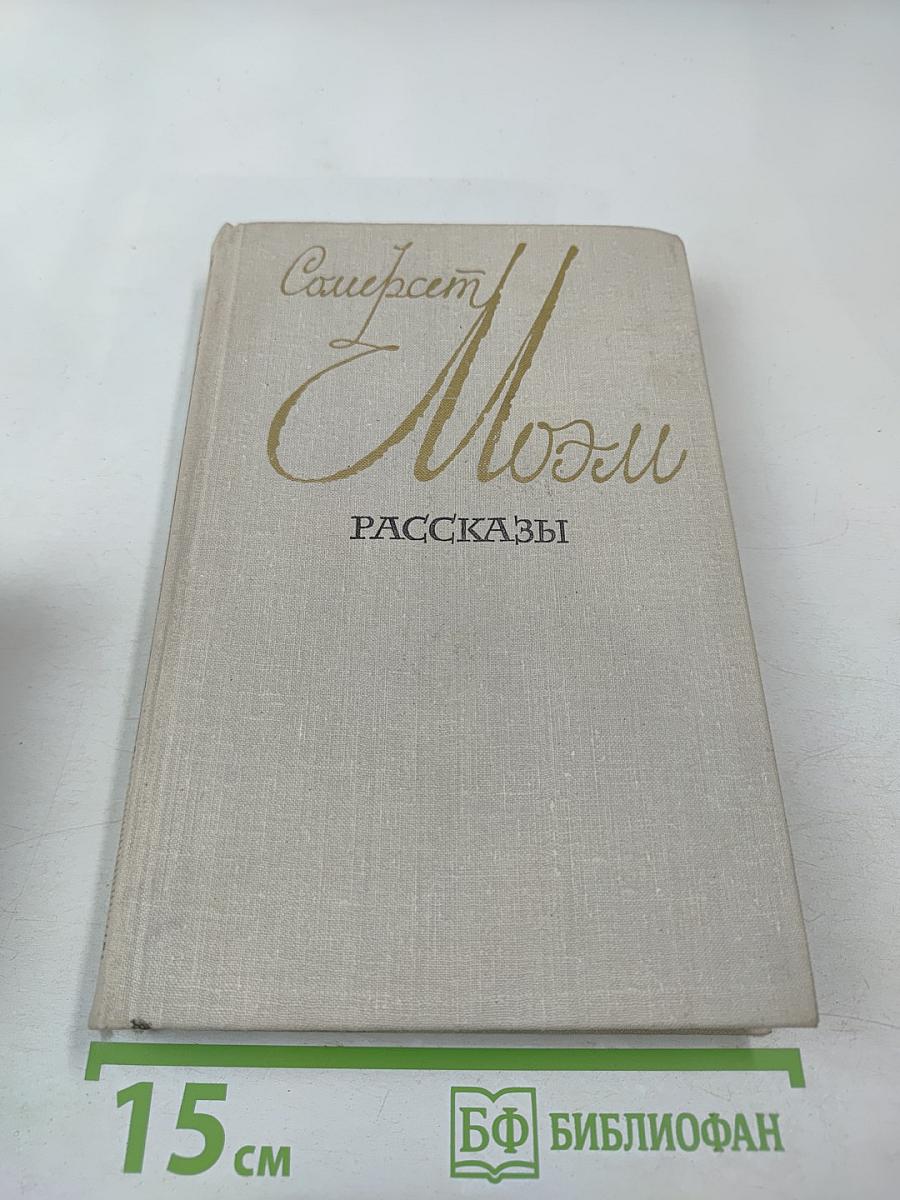 Сомерсет
Моэм
РАССКАЗЫ
15 см
БФ БИБЛИОФАН